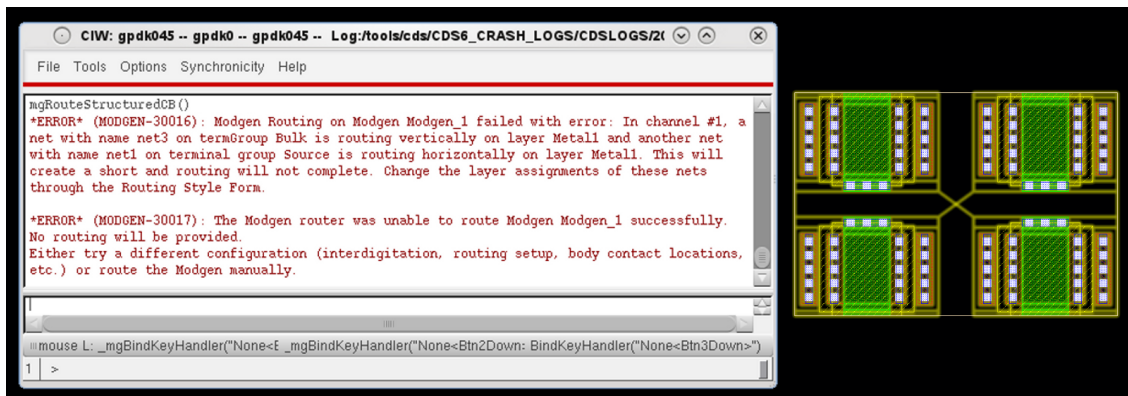 CIW: gpdk045 -- gpdk0 -- gpdk045 -- Log:/tools/cds/CDS6_CRASH_LOGS/CDSLOGS/2(
File Tools Options Synchronicity Help
mgRouteStructuredCB()
*ERROR* (MODGEN-30016): Modgen Routing on Modgen Modgen_1 failed with error: In channel #1, a
net with name net3 on termGroup Bulk is routing vertically on layer Metal1 and another net
with name net1 on terminal group Source is routing horizontally on layer Metal1. This will
create a short and routing will not complete. Change the layer assignments of these nets
through the Routing Style Form.
*ERROR* (MODGEN-30017): The Modgen router was unable to route Modgen Modgen_1 successfully.
No routing will be provided.
Either try a different configuration (interdigitation, routing setup, body contact locations,
etc.) or route the Modgen manually.
mouse L: _mgBindKeyHandler("None<E _mgBindKeyHandler("None<Btn2Down: BindKeyHandler("None<Btn3Down>")
1 >